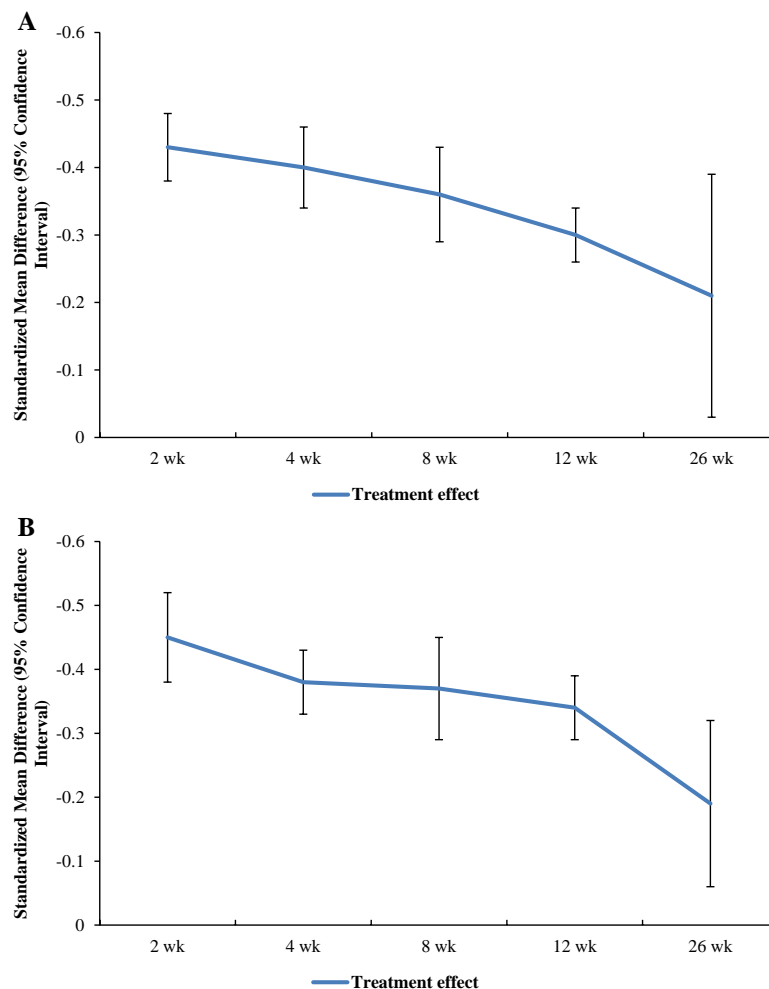 A
Standardized Mean Difference (95% Confidence
Interval)
-0.6
-0.5
-0.4
-0.3
-0.2
-0.1
0
2 wk 4 wk 8 wk 12 wk 26 wk
Treatment effect
B
Standardized Mean Difference (95% Confidence
Interval)
-0.6
-0.5
-0.4
-0.3
-0.2
-0.1
0
2 wk 4 wk 8 wk 12 wk 26 wk
Treatment effect